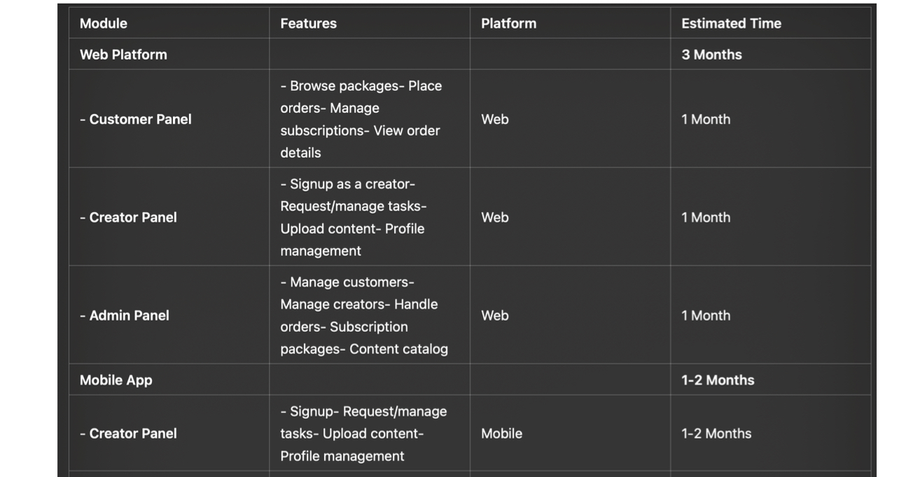 Module Features Platform Estimated Time
Web Platform 3 Months
- Browse packages- Place
orders- Manage
- Customer Panel Web 1 Month
subscriptions- View order
details
- Signup as a creator-
Request/manage tasks-
- Creator Panel Web 1 Month
Upload content- Profile
management
- Manage customers-
Manage creators- Handle
- Admin Panel Web 1 Month
orders- Subscription
packages- Content catalog
Mobile App 1-2 Months
- Signup- Request/manage
- Creator Panel tasks- Upload content- Mobile 1-2 Months
Profile management